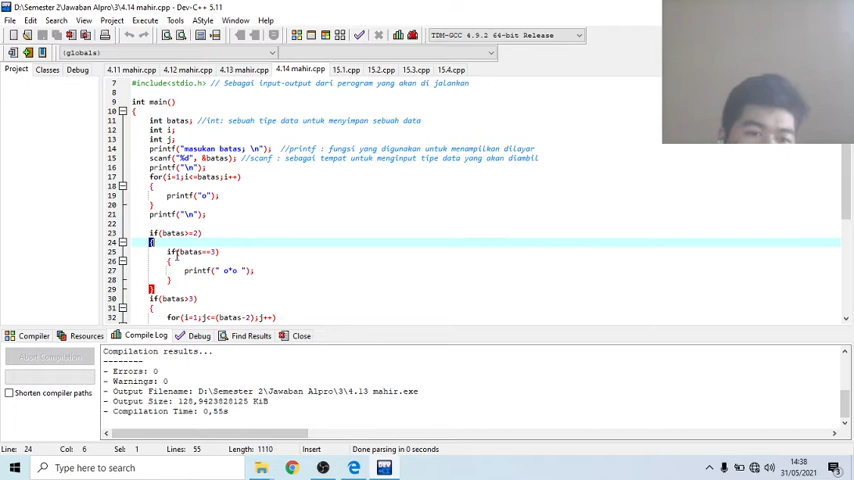 D:\Semester 2\Jawaban Alpro\3\4.14 mahir.cpp - Dev-C++ 5.11
File Edit Search View Project Execute Tools AStyle Window Help
TDM-GCC 4.9.2 64-bit Release
(globals)
Project Classes Debug
4.11 mahir.cpp 4.12 mahir.cpp 4.13 mahir.cpp 4.14 mahir.cpp 15.1.cpp 15.2.cpp 15.3.cpp 15.4.cpp
7 #include<stdio.h> // Sebagai input-output dari perogram yang akan di jalankan
8
9 int main()
10 {
11 int batas; //int: sebuah tipe data untuk menyimpan sebuah data
12 int i;
13 int j;
14 printf("masukan batas; \n"); //printf : fungsi yang digunakan untuk menampilkan dilayar
15 scanf("%d", &batas); //scanf : sebagai tempat untuk menginput tipe data yang akan diambil
16 printf("\n");
17 for(i=1;i<=batas;i++)
18 {
19 printf("o");
20 }
21 printf("\n");
22
23 if(batas>=2)
24 {
25 if(batas==3)
26 {
27 printf(" o*o ");
28 }
29 }
30 if(batas>3)
31 {
32 for(i=1;j<=(batas-2);j++)
Compiler Resources Compile Log Debug Find Results Close
Abort Compilation
Shorten compiler paths
Compilation results...
--------
- Errors: 0
- Warnings: 0
- Output Filename: D:\Semester 2\Jawaban Alpro\3\4.13 mahir.exe
- Output Size: 128,9423828125 KiB
- Compilation Time: 0,55s
Line: 24 Col: 6 Sel: 0 Lines: 55 Length: 1110 Insert Done parsing in 0 seconds
Type here to search
14:38
31/05/2021
3